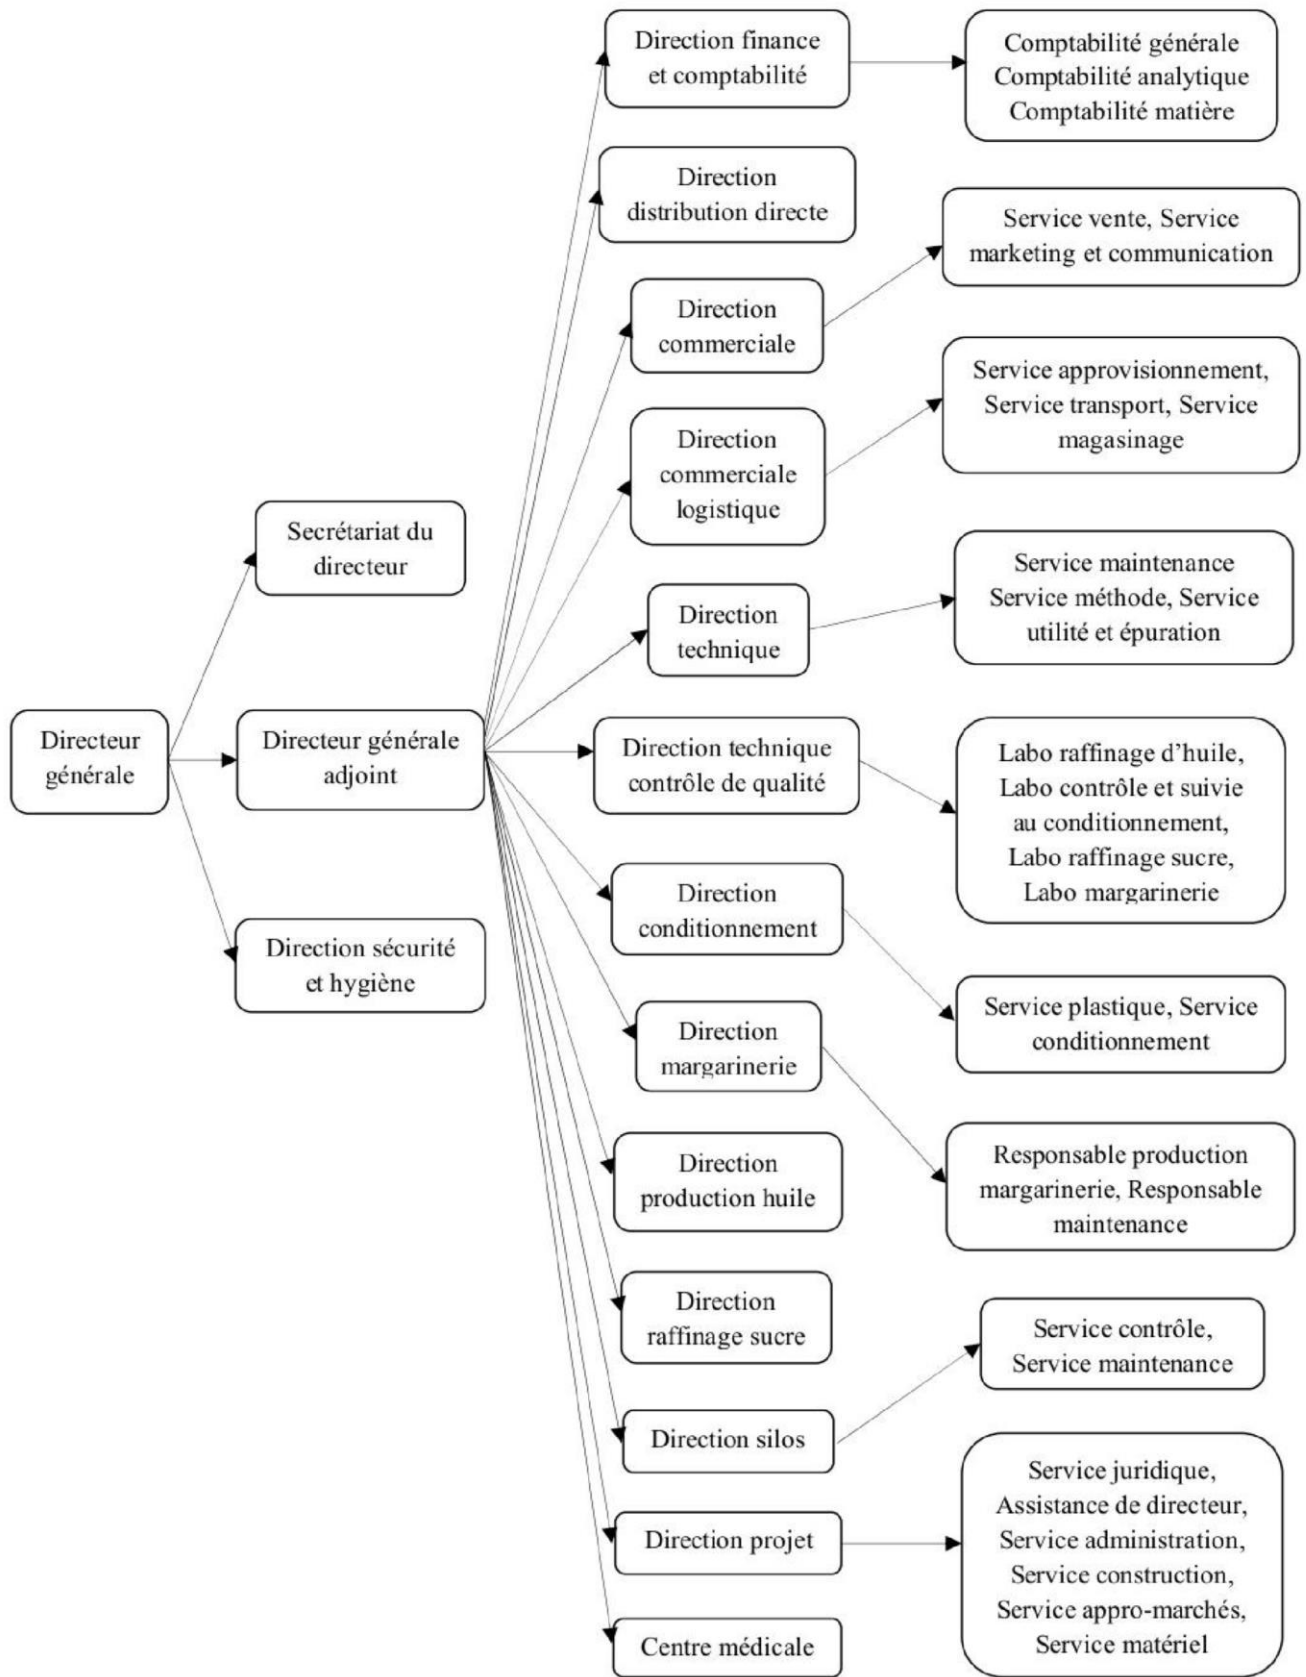 Directeur
générale
Secrétariat du
directeur
Directeur générale
adjoint
Direction sécurité
et hygiène
Direction finance
et comptabilité
Direction
distribution directe
Direction
commerciale
Direction
commerciale
logistique
Direction
technique
Direction technique
contrôle de qualité
Direction
conditionnement
Direction
margarinerie
Direction
production huile
Direction
raffinage sucre
Direction silos
Direction projet
Centre médicale
Comptabilité générale
Comptabilité analytique
Comptabilité matière
Service vente, Service
marketing et communication
Service approvisionnement,
Service transport, Service
magasinage
Service maintenance
Service méthode, Service
utilité et épuration
Labo raffinage d’huile,
Labo contrôle et suivie
au conditionnement,
Labo raffinage sucre,
Labo margarinerie
Service plastique, Service
conditionnement
Responsable production
margarinerie, Responsable
maintenance
Service contrôle,
Service maintenance
Service juridique,
Assistance de directeur,
Service administration,
Service construction,
Service appro-marchés,
Service matériel